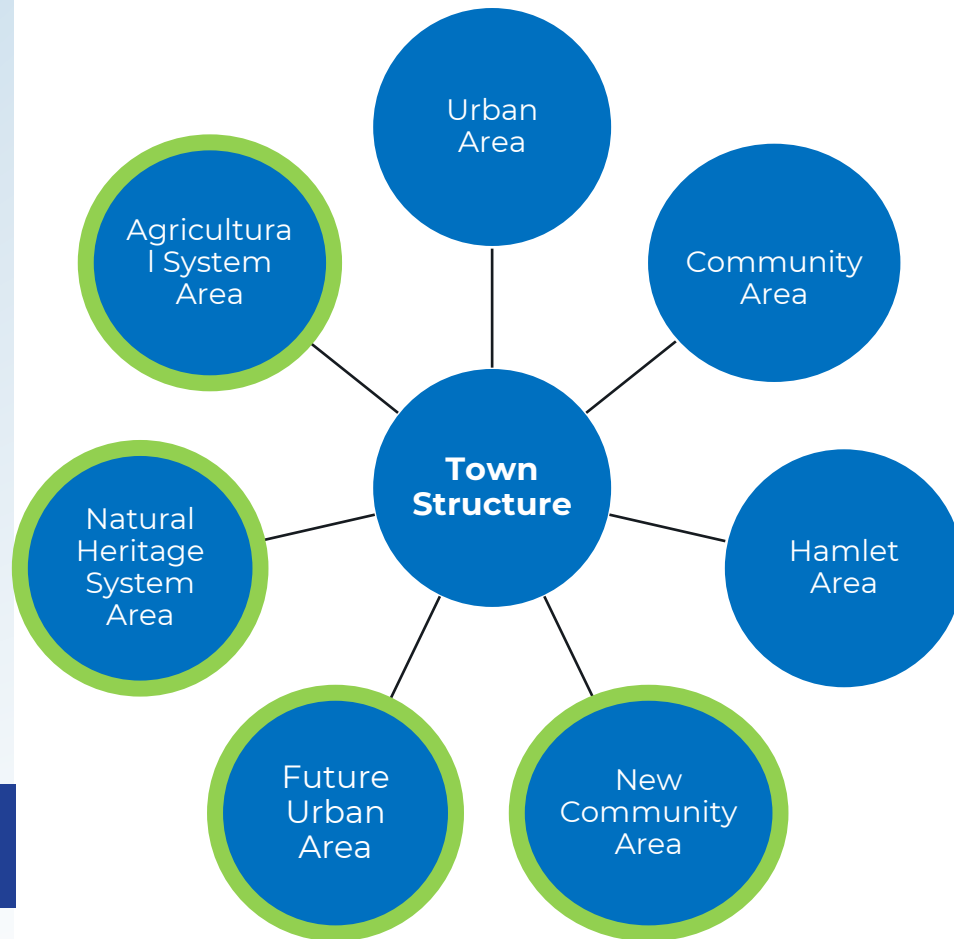 Urban
Area
Community
Area
Hamlet
Area
New
Community
Area
Future
Urban
Area
Natural
Heritage
System
Area
Agricultura
l System
Area
Town
Structure